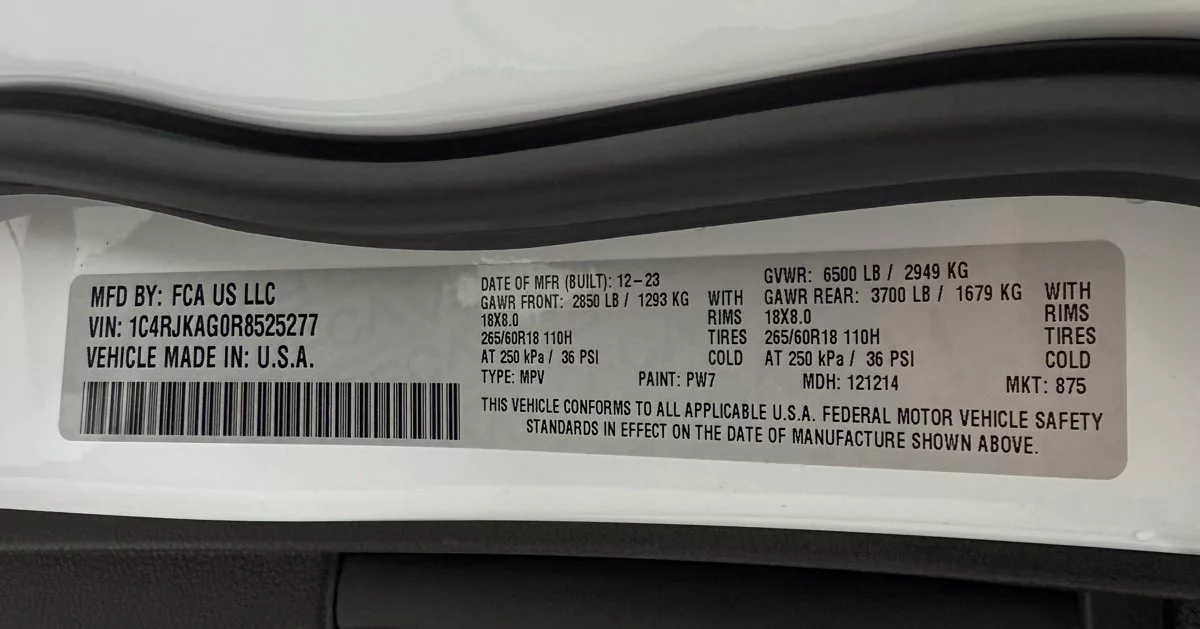 MFD BY: FCA US LLC
VIN: 1C4RJKAG0R8525277
VEHICLE MADE IN: U.S.A.
DATE OF MFR (BUILT): 12-23
GAWR FRONT: 2850 LB / 1293 KG WITH
18X8.0 RIMS
265/60R18 110H TIRES
AT 250 kPa / 36 PSI COLD
GVWR: 6500 LB / 2949 KG
GAWR REAR: 3700 LB / 1679 KG WITH
18X8.0 RIMS
265/60R18 110H TIRES
AT 250 kPa / 36 PSI COLD
TYPE: MPV PAINT: PW7 MDH: 121214 MKT: 875
THIS VEHICLE CONFORMS TO ALL APPLICABLE U.S.A. FEDERAL MOTOR VEHICLE SAFETY
STANDARDS IN EFFECT ON THE DATE OF MANUFACTURE SHOWN ABOVE.